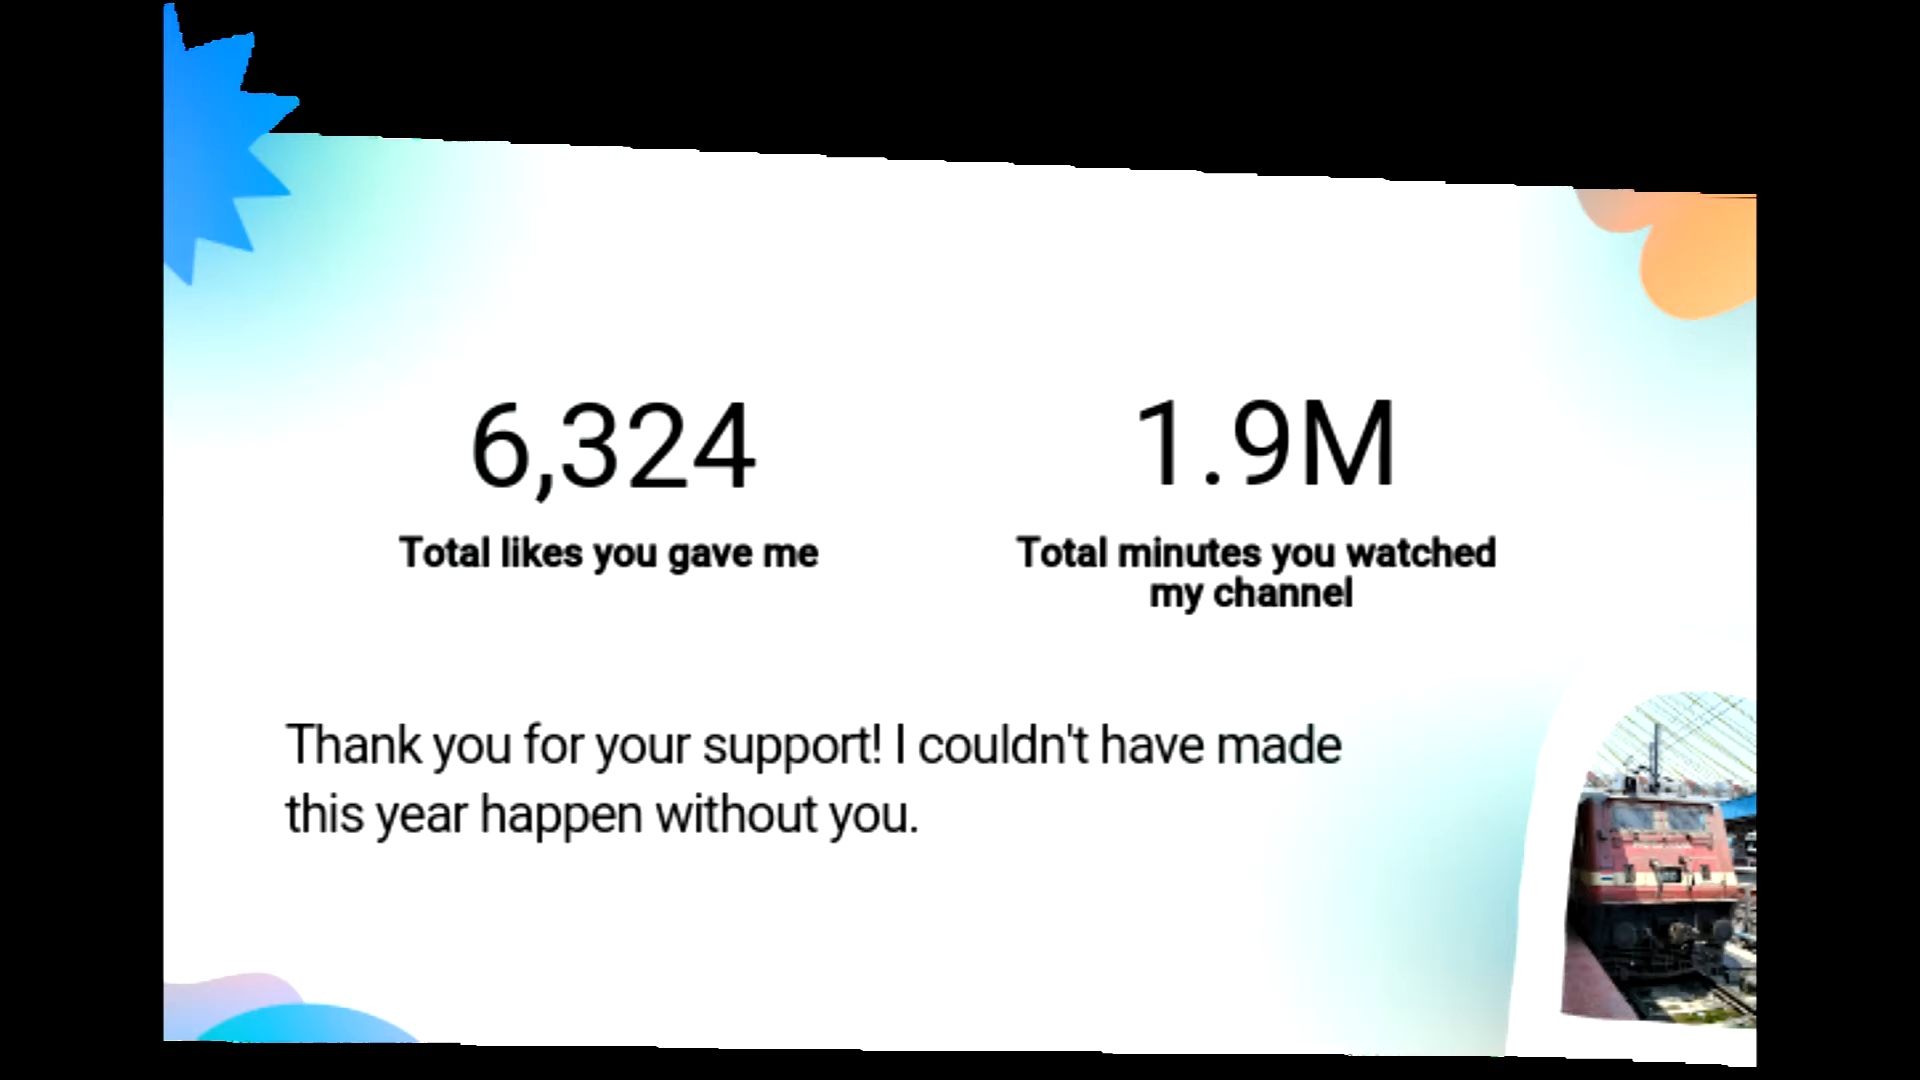 6,324
Total likes you gave me
1.9M
Total minutes you watched
my channel
Thank you for your support! I couldn't have made
this year happen without you.